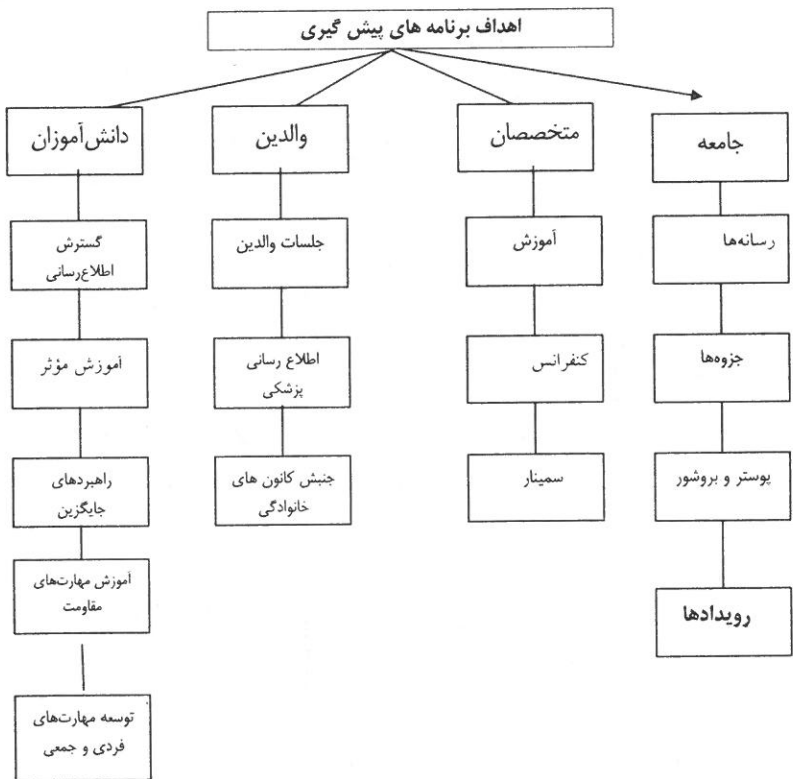 اهداف برنامه های پیش گیری
جامعه
رسانه‌ها
جزوه‌ها
پوستر و بروشور
رویدادها
متخصصان
آموزش
کنفرانس
سمینار
والدین
جلسات والدین
اطلاع رسانی
پزشکی
جنبش کانون های
خانوادگی
دانش‌آموزان
گسترش
اطلاع‌رسانی
آموزش مؤثر
راهبردهای
جایگزین
آموزش مهارت‌های
مقاومت
توسعه مهارت‌های
فردی و جمعی